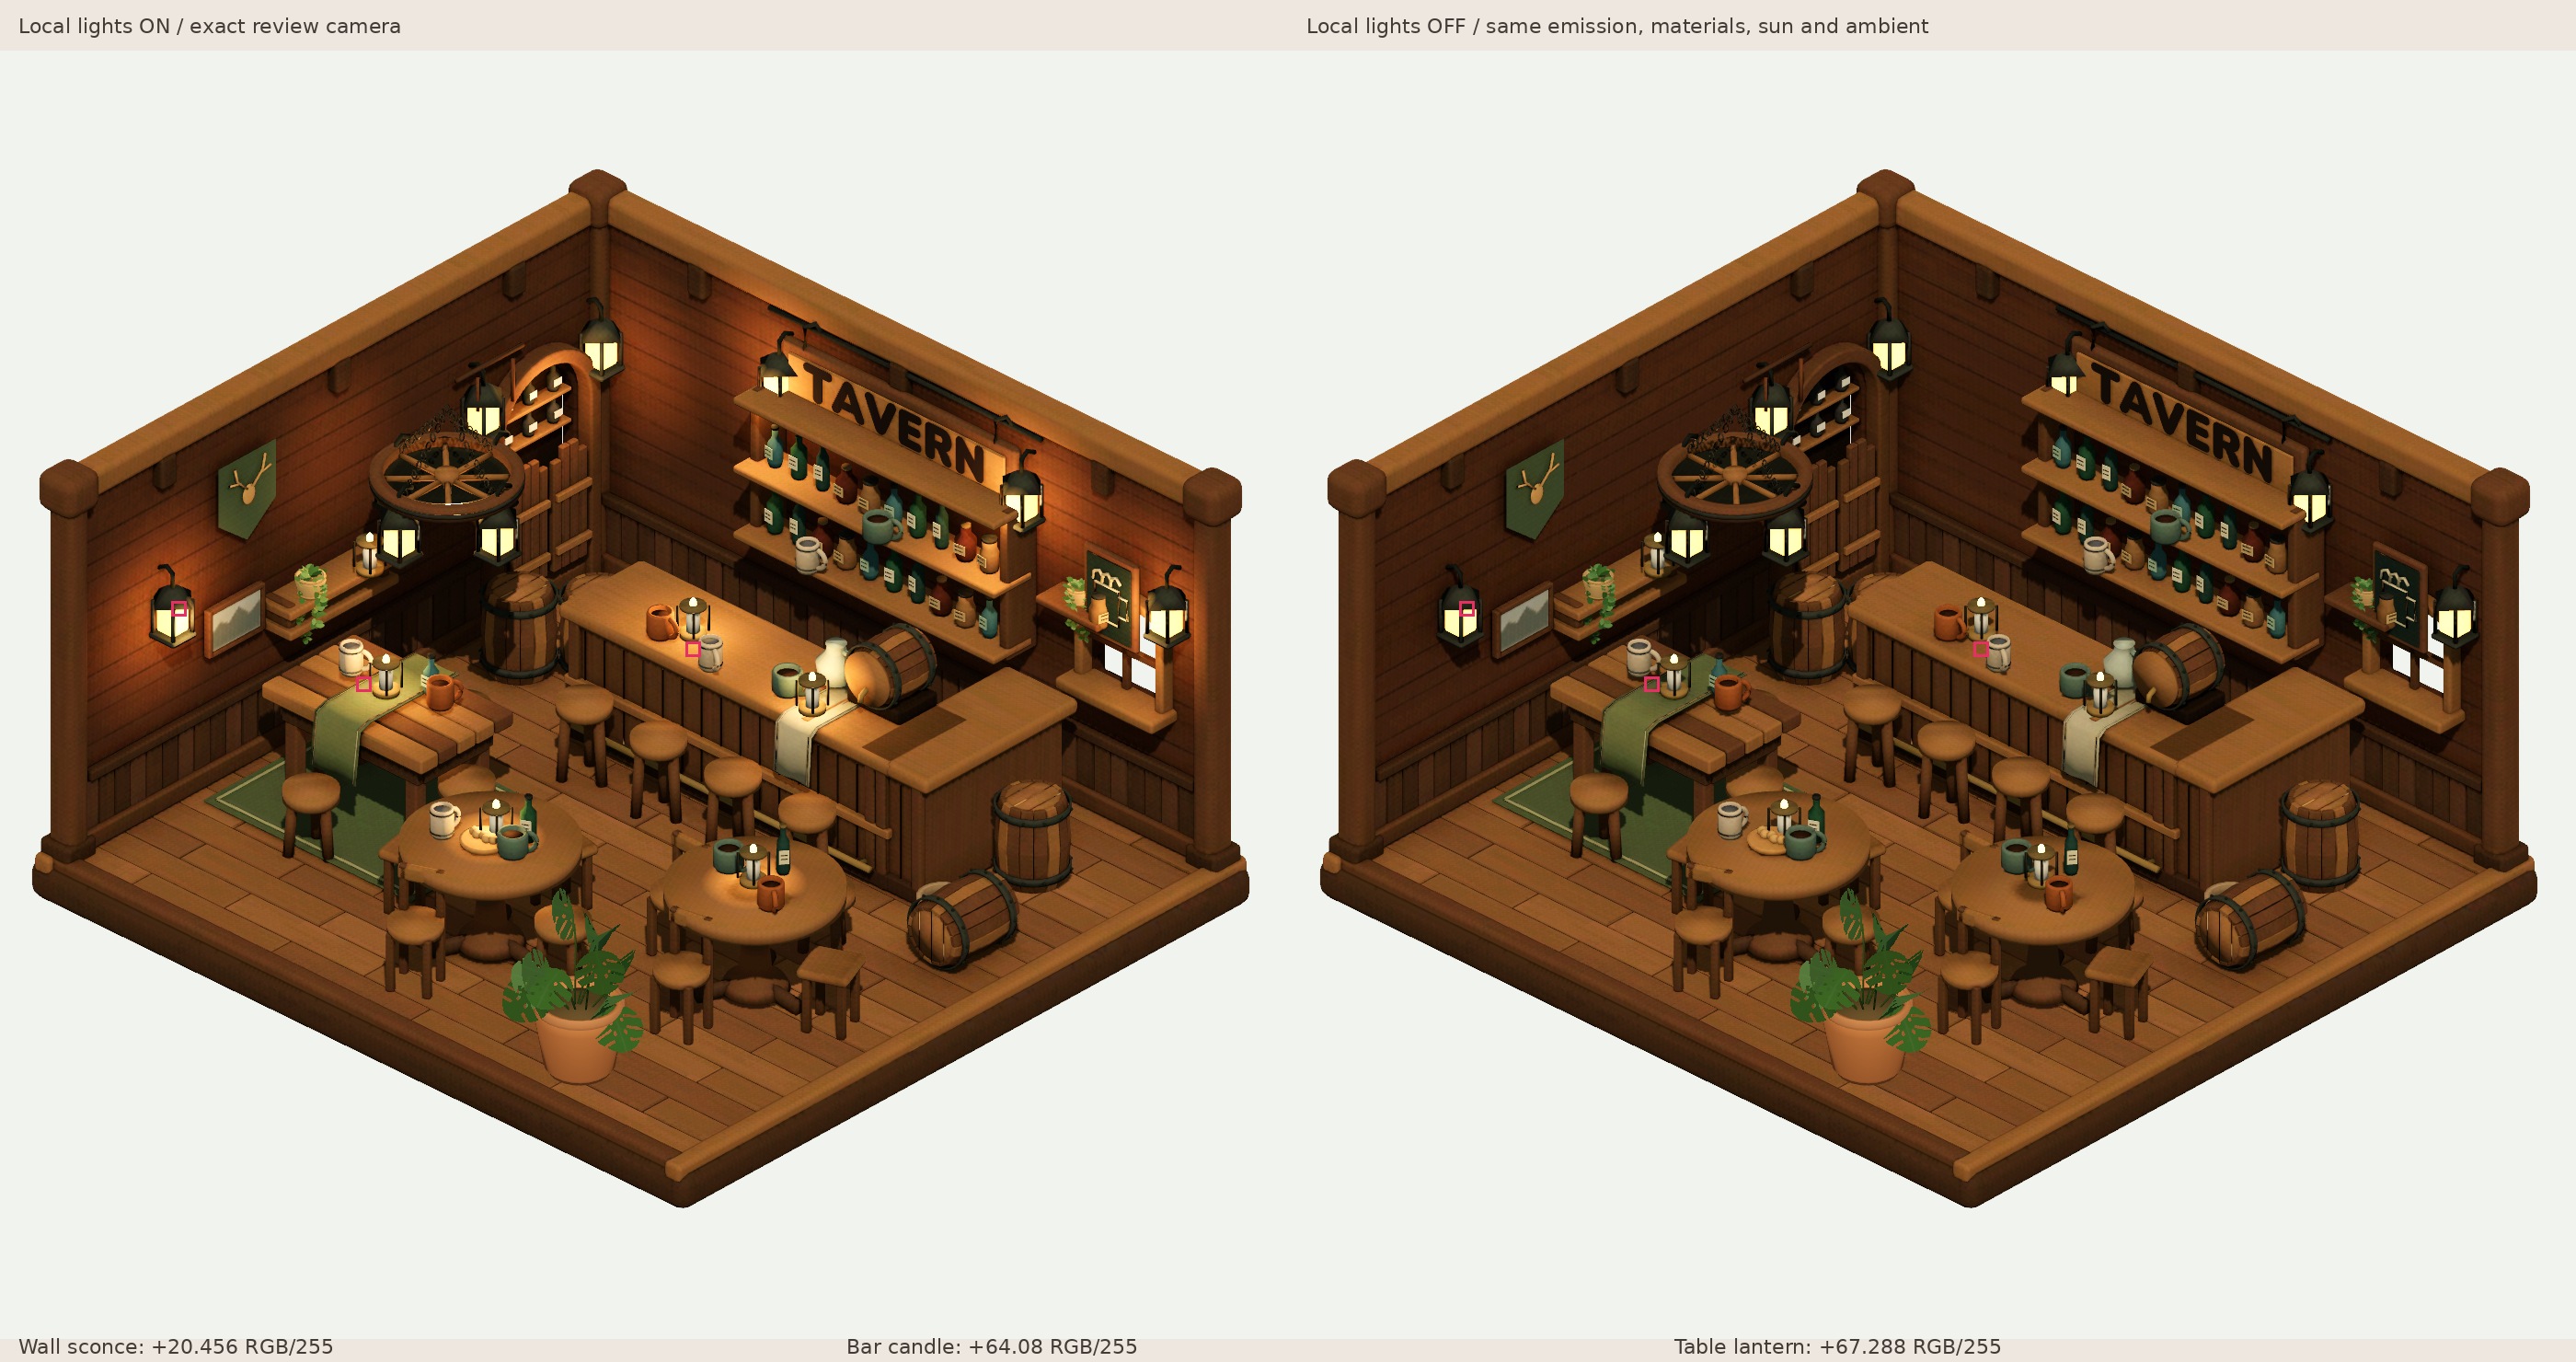 Local lights ON / exact review camera
Local lights OFF / same emission, materials, sun and ambient
TAVERN
TAVERN
Wall sconce: +20.456 RGB/255
Bar candle: +64.08 RGB/255
Table lantern: +67.288 RGB/255